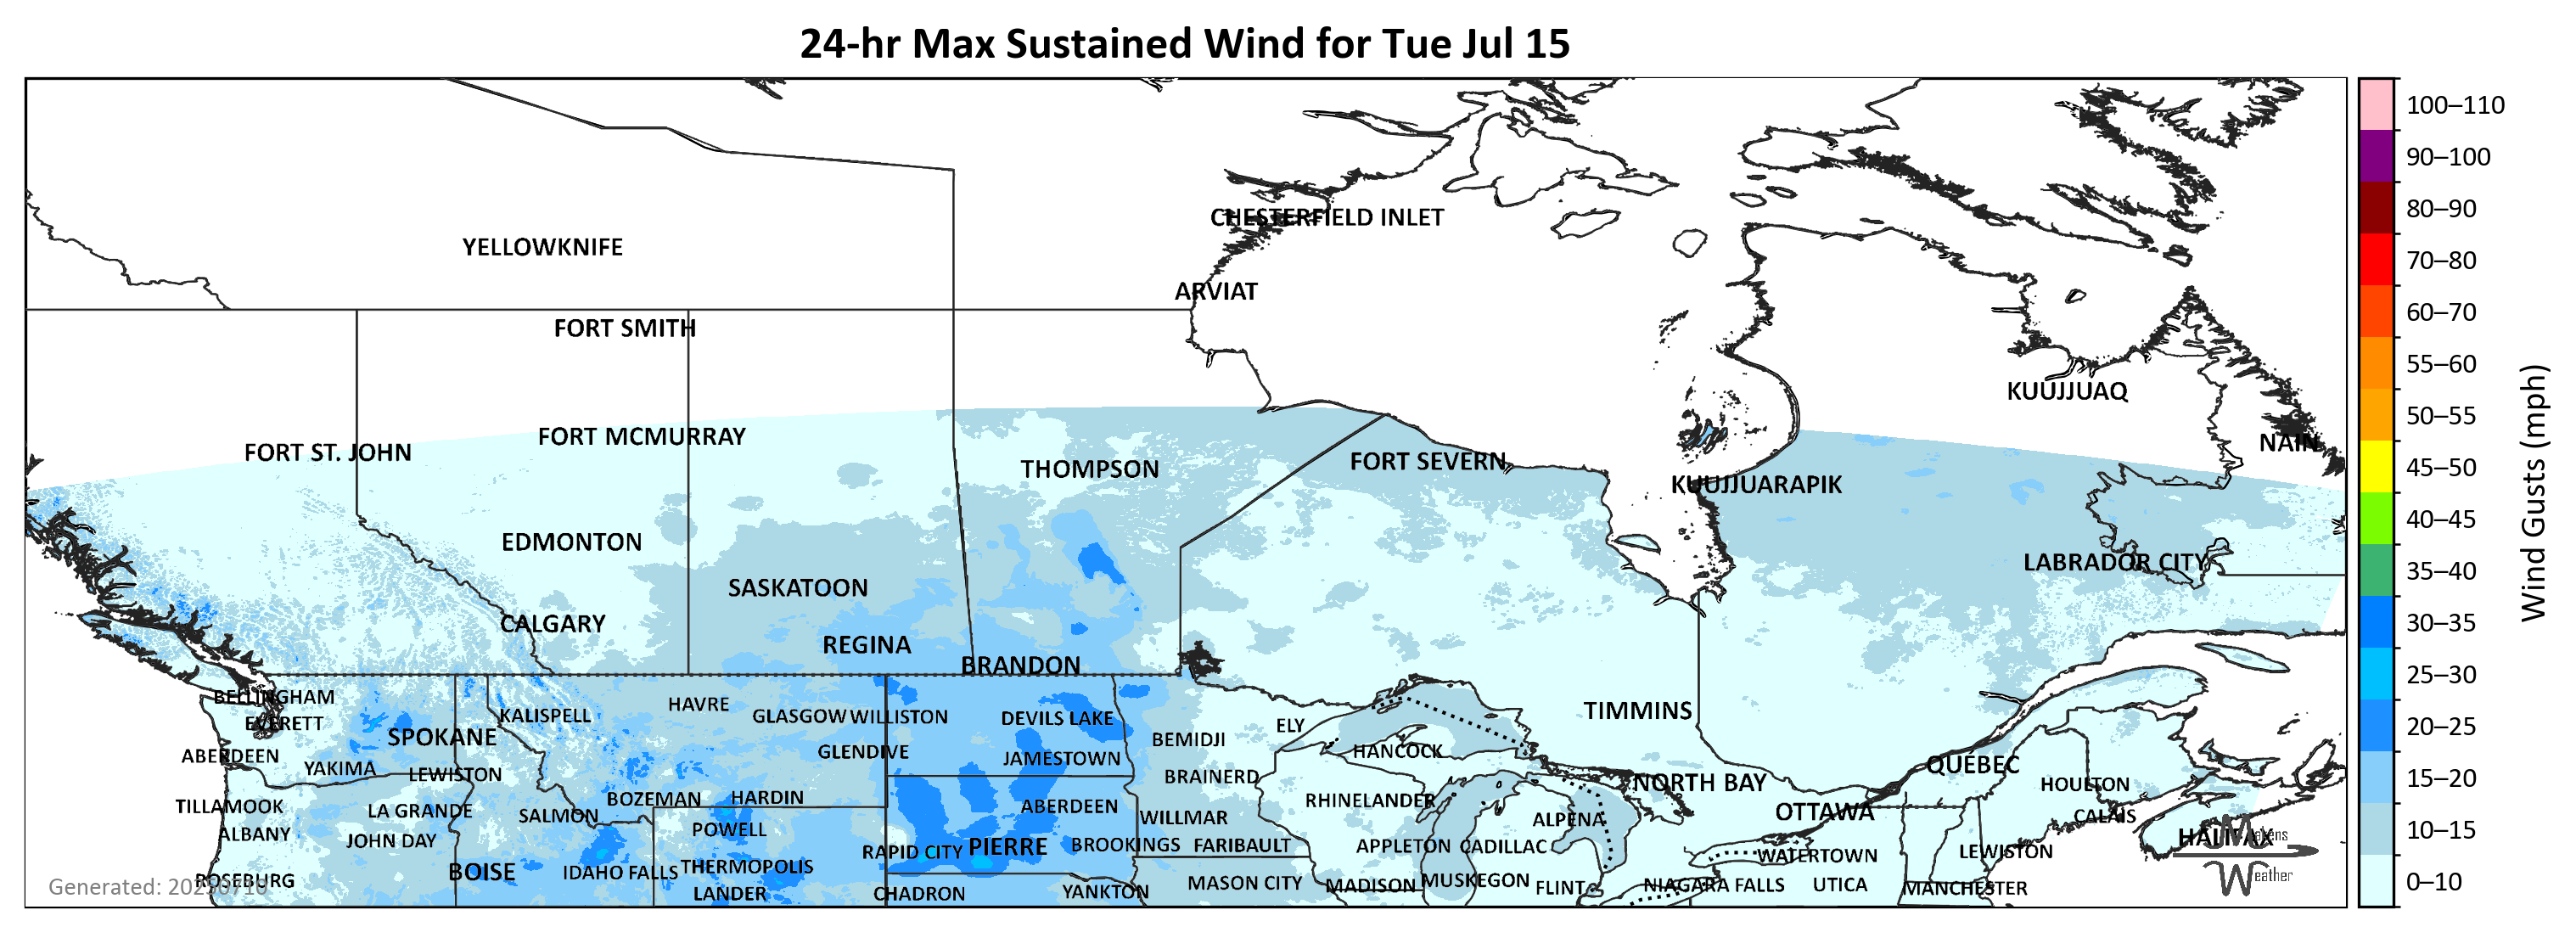 24-hr Max Sustained Wind for Tue Jul 15
100–110
90–100
80–90
70–80
60–70
55–60
50–55
45–50
40–45
35–40
30–35
25–30
20–25
15–20
10–15
0–10
Wind Gusts (mph)
CHESTERFIELD INLET
YELLOWKNIFE
ARVIAT
FORT SMITH
KUUJJUAQ
FORT MCMURRAY
NAIN
FORT ST. JOHN
FORT SEVERN
THOMPSON
KUUJJUARAPIK
EDMONTON
LABRADOR CITY
SASKATOON
CALGARY
REGINA
BRANDON
BELLINGHAM
HAVRE
TIMMINS
KALISPELL
GLASGOW
WILLISTON
DEVILS LAKE
EVERETT
ELY
SPOKANE
BEMIDJI
GLENDIVE
HANCOCK
ABERDEEN
JAMESTOWN
QUÉBEC
YAKIMA
LEWISTON
BRAINERD
NORTH BAY
HOULTON
BOZEMAN
HARDIN
RHINELANDER
TILLAMOOK
LA GRANDE
ABERDEEN
OTTAWA
SALMON
WILLMAR
CALAIS
ALPENA
ALBANY
POWELL
HALIFAX
JOHN DAY
BROOKINGS
FARIBAULT
APPLETON
CADILLAC
PIERRE
RAPID CITY
LEWISTON
WATERTOWN
THERMOPOLIS
IDAHO FALLS
BOISE
ROSEBURG
MUSKEGON
MASON CITY
MADISON
FLINT
NIAGARA FALLS
UTICA
MANCHESTER
LANDER
CHADRON
YANKTON
Generated: 20250710
Makens
Weather